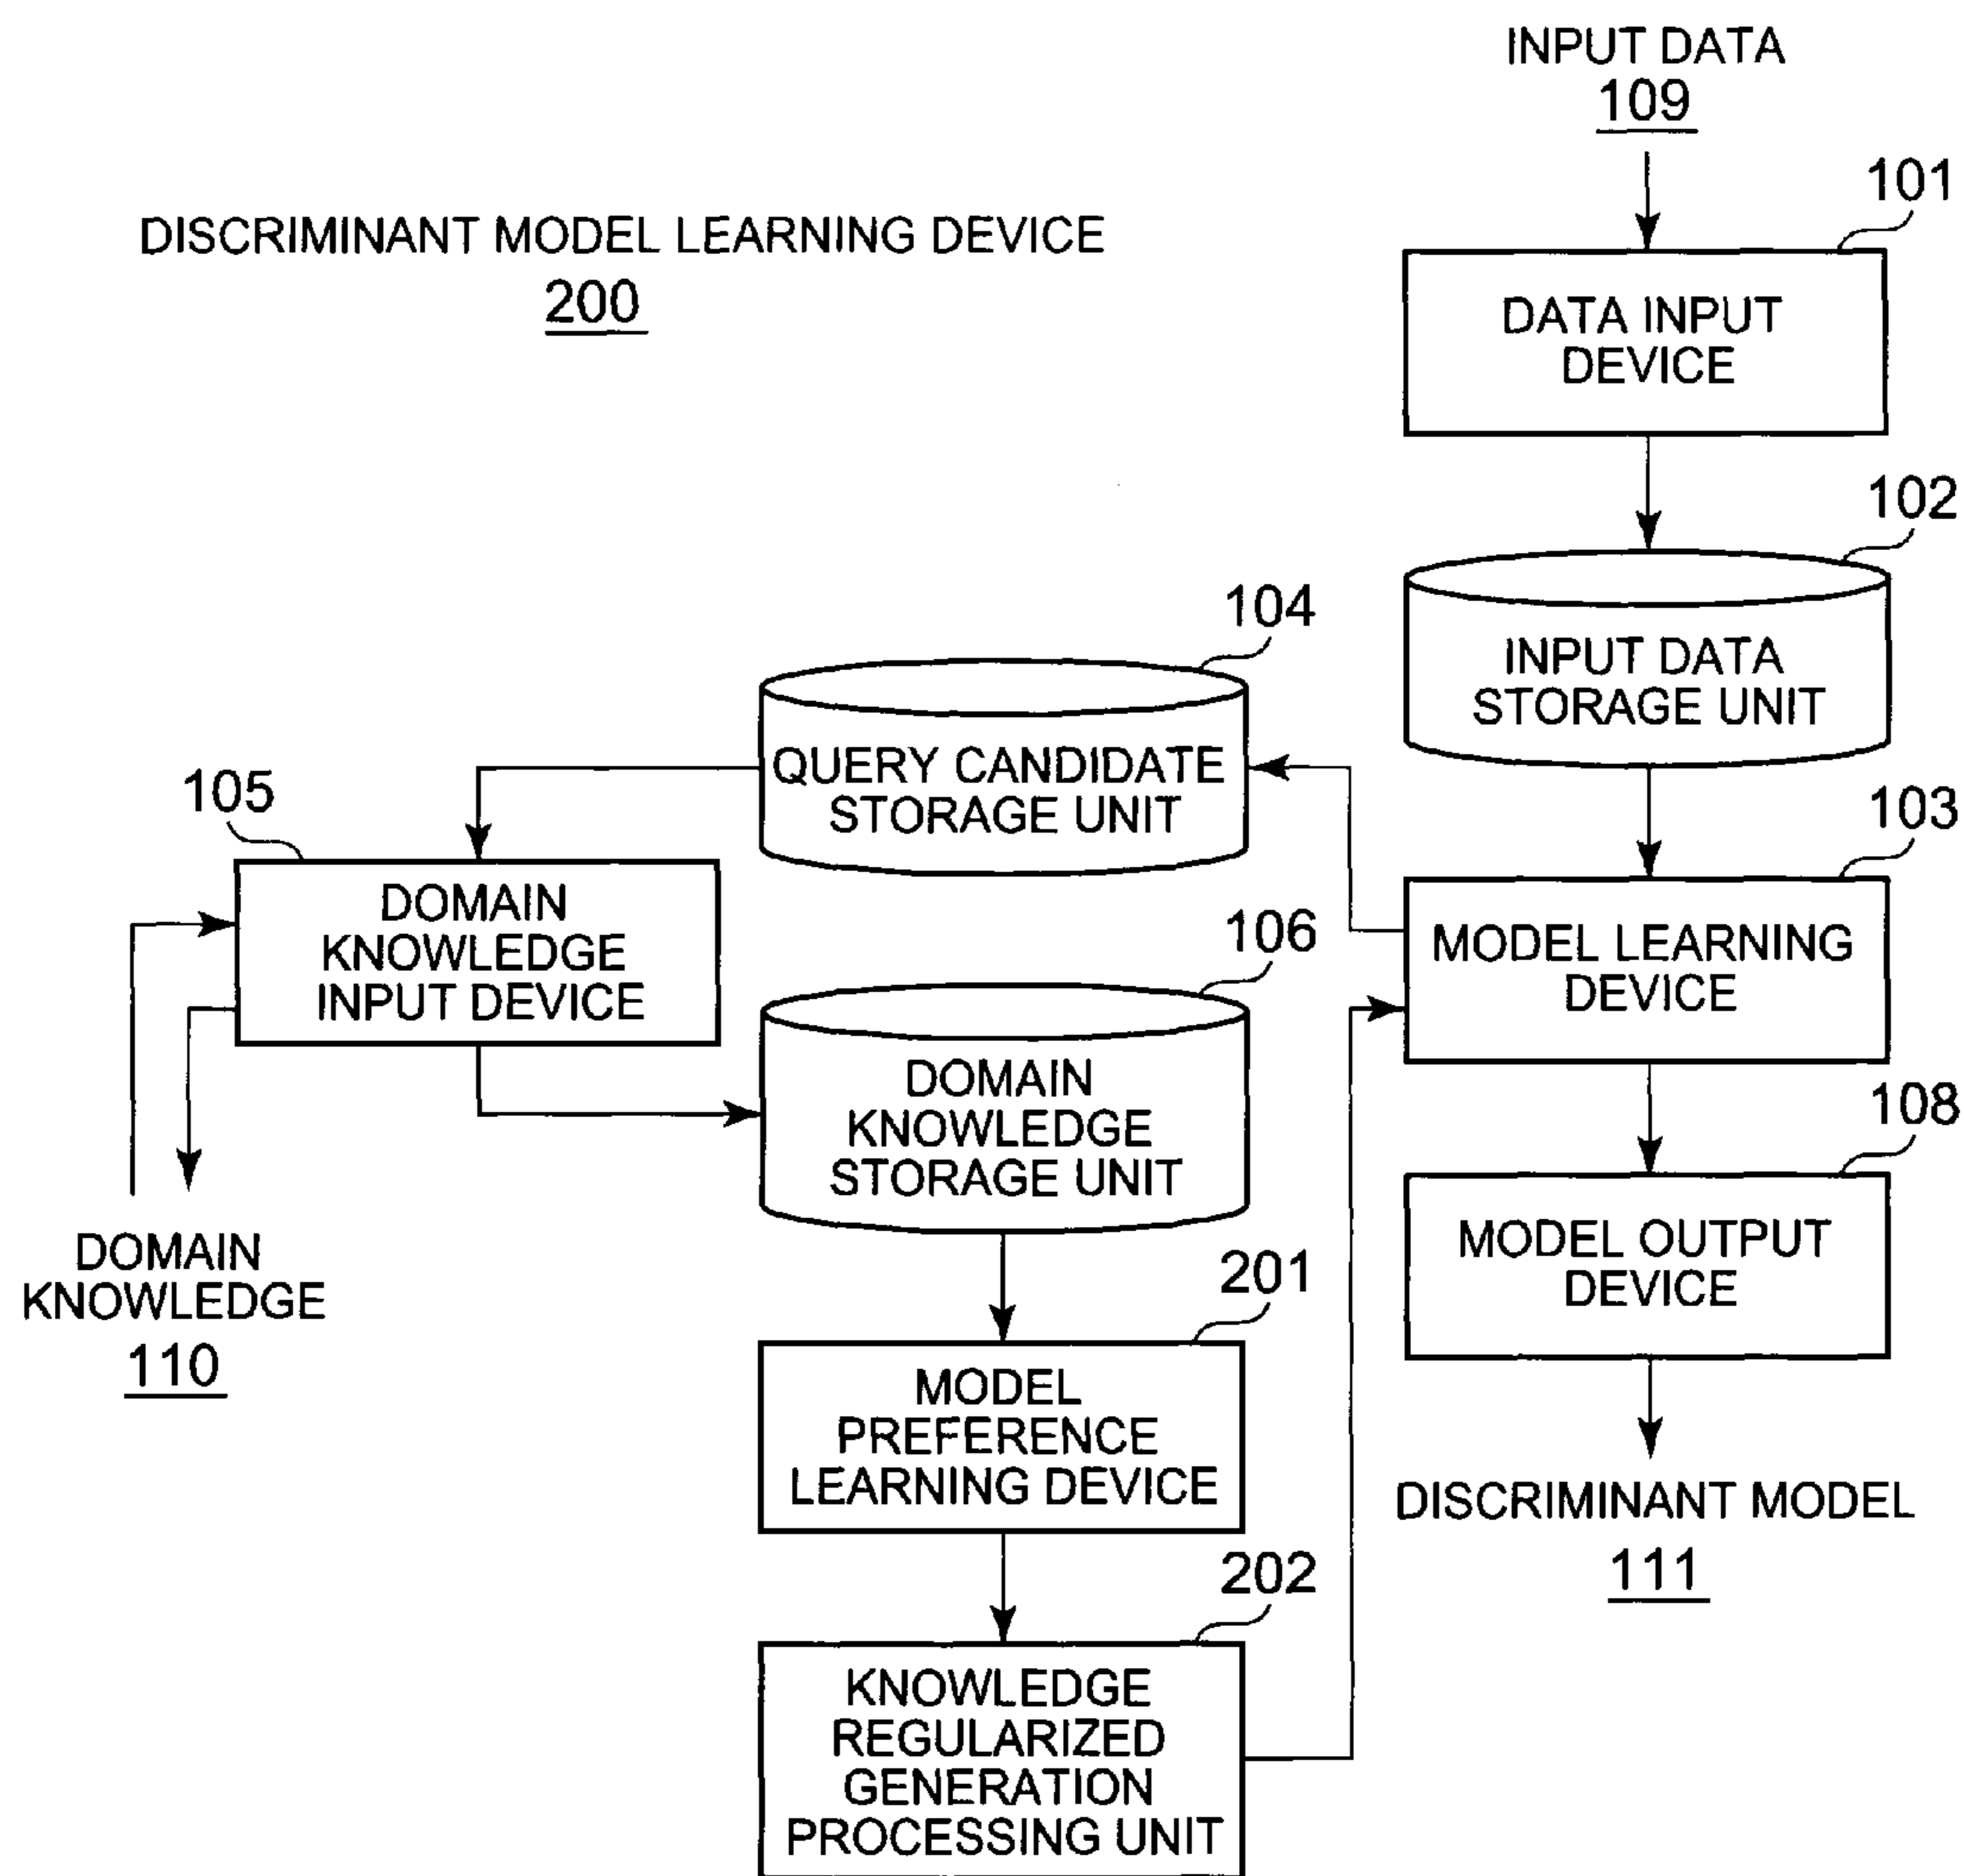 INPUT DATA
109
101
DISCRIMINANT MODEL LEARNING DEVICE
200
DATA INPUT
DEVICE
102
INPUT DATA
STORAGE UNIT
104
QUERY CANDIDATE
STORAGE UNIT
105
DOMAIN
KNOWLEDGE
INPUT DEVICE
103
MODEL LEARNING
DEVICE
106
DOMAIN
KNOWLEDGE
STORAGE UNIT
108
MODEL OUTPUT
DEVICE
DOMAIN
KNOWLEDGE
110
201
MODEL
PREFERENCE
LEARNING DEVICE
DISCRIMINANT MODEL
111
202
KNOWLEDGE
REGULARIZED
GENERATION
PROCESSING UNIT